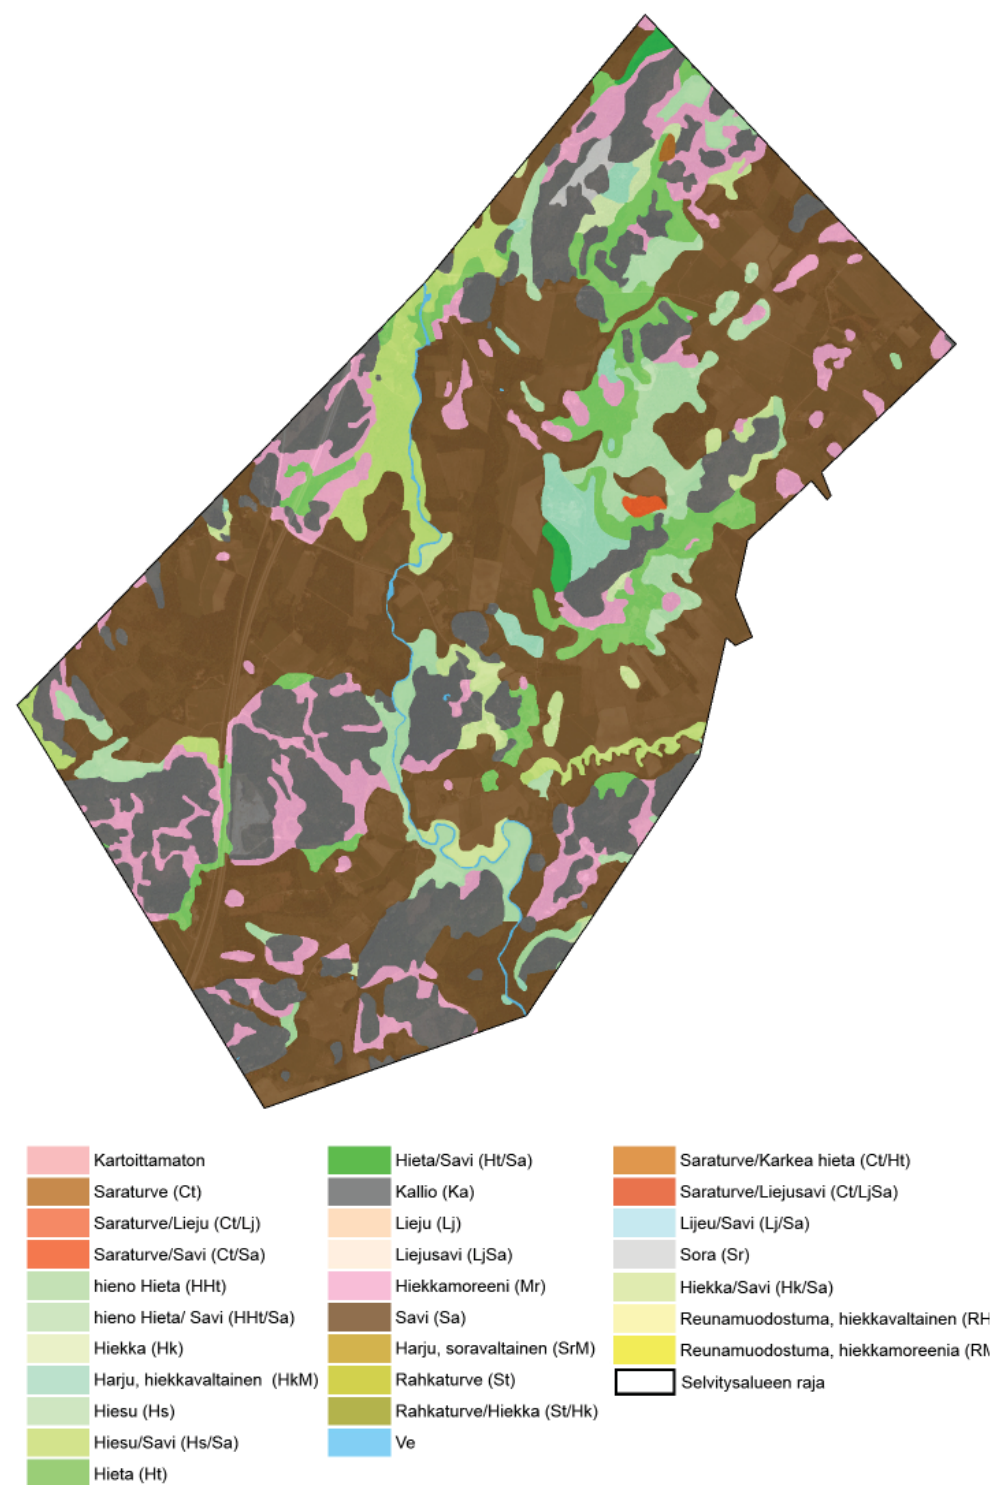 Kartoittamaton
Saraturve (Ct)
Saraturve/Lieju (Ct/Lj)
Saraturve/Savi (Ct/Sa)
hieno Hieta (HHt)
hieno Hieta/ Savi (HHt/Sa)
Hiekka (Hk)
Harju, hiekkavaltainen (HkM)
Hiesu (Hs)
Hiesu/Savi (Hs/Sa)
Hieta (Ht)
Hieta/Savi (Ht/Sa)
Kallio (Ka)
Lieju (Lj)
Liejusavi (LjSa)
Hiekkamoreeni (Mr)
Savi (Sa)
Harju, soravaltainen (SrM)
Rahkaturve (St)
Rahkaturve/Hiekka (St/Hk)
Ve
Saraturve/Karkea hieta (Ct/Ht)
Saraturve/Liejusavi (Ct/LjSa)
Lijeu/Savi (Lj/Sa)
Sora (Sr)
Hiekka/Savi (Hk/Sa)
Reunamuodostuma, hiekkavaltainen (RH
Reunamuodostuma, hiekkamoreenia (RM
Selvitysalueen raja